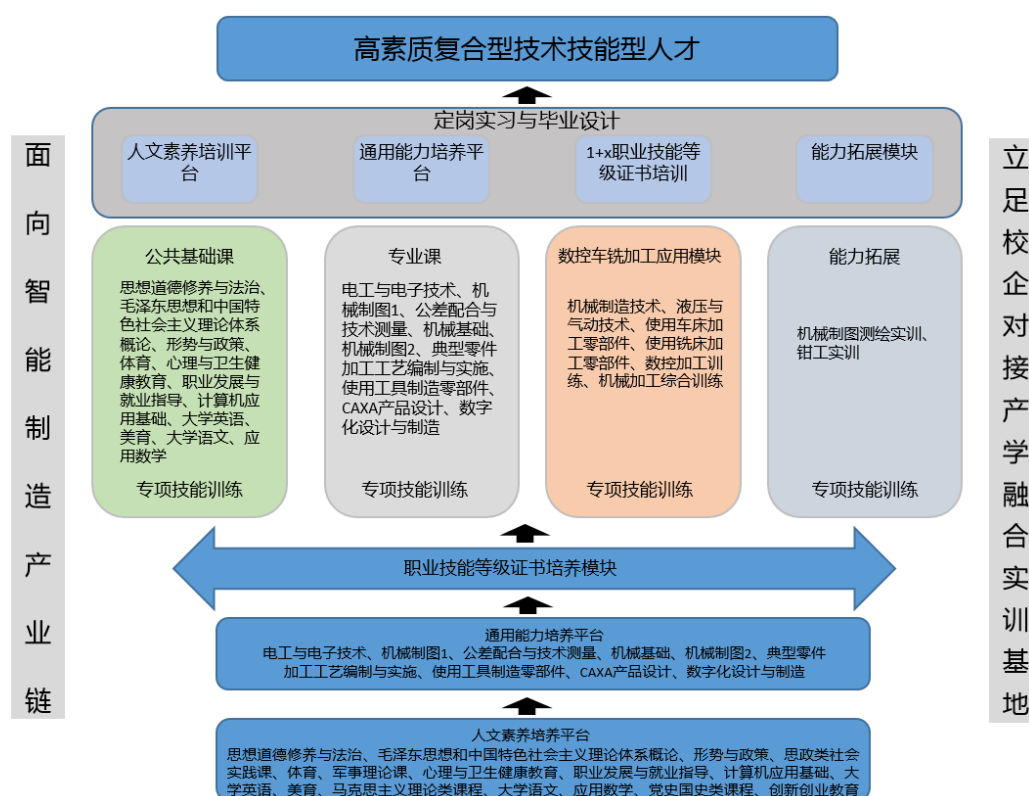 高素质复合型技术技能型人才
定岗实习与毕业设计
人文素养培训平
台
通用能力培养平
台
1+x职业技能等
级证书培训
能力拓展模块
面向智能制造产业链
公共基础课
思想道德修养与法治、
毛泽东思想和中国特
色社会主义理论体系
概论、形势与政策、
体育、心理与卫生健
康教育、职业发展与
就业指导、计算机应
用基础、大学英语、
美育、大学语文、应
用数学
专项技能训练
专业课
电工与电子技术、机
械制图1、公差配合与
技术测量、机械基础、
机械制图2、典型零件
加工工艺编制与实施、
使用工具制造零部件、
CAXA产品设计、数字
化设计与制造
专项技能训练
数控车铣加工应用模块
机械制造技术、液压与
气动技术、使用车床加
工零部件、使用铣床加
工零部件、数控加工训
练、机械加工综合训练
专项技能训练
能力拓展
机械制图测绘实训、
钳工实训
专项技能训练
立足校企对接产学融合实训基地
职业技能等级证书培养模块
通用能力培养平台
电工与电子技术、机械制图1、公差配合与技术测量、机械基础、机械制图2、典型零件
加工工艺编制与实施、使用工具制造零部件、CAXA产品设计、数字化设计与制造
人文素养培养平台
思想道德修养与法治、毛泽东思想和中国特色社会主义理论体系概论、形势与政策、思政类社会
实践课、体育、军事理论课、心理与卫生健康教育、职业发展与就业指导、计算机应用基础、大
学英语、美育、马克思主义理论类课程、大学语文、应用数学、党史国史类课程、创新创业教育